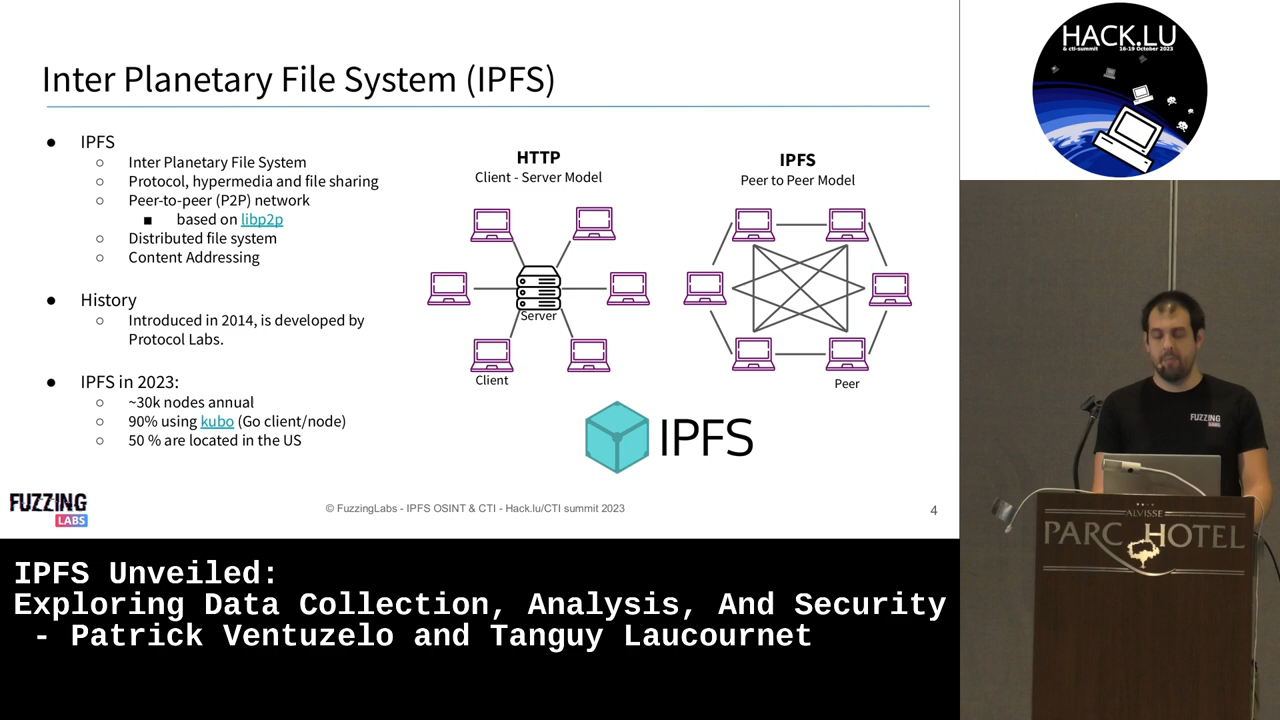 Inter Planetary File System (IPFS)
● IPFS
○ Inter Planetary File System
○ Protocol, hypermedia and file sharing
○ Peer-to-peer (P2P) network
■ based on libp2p
○ Distributed file system
○ Content Addressing
● History
○ Introduced in 2014, is developed by
Protocol Labs.
● IPFS in 2023:
○ ~30k nodes annual
○ 90% using kubo (Go client/node)
○ 50 % are located in the US
HTTP
Client - Server Model
Server
Client
IPFS
Peer to Peer Model
Peer
IPFS
FUZZING
LABS
© FuzzingLabs - IPFS OSINT & CTI - Hack.lu/CTI summit 2023
4
HACK.LU
& cti-summit 16-19 October 2023
FUZZING
LABS
ALVISSE
PARC HOTEL
IPFS Unveiled:
Exploring Data Collection, Analysis, And Security
- Patrick Ventuzelo and Tanguy Laucournet